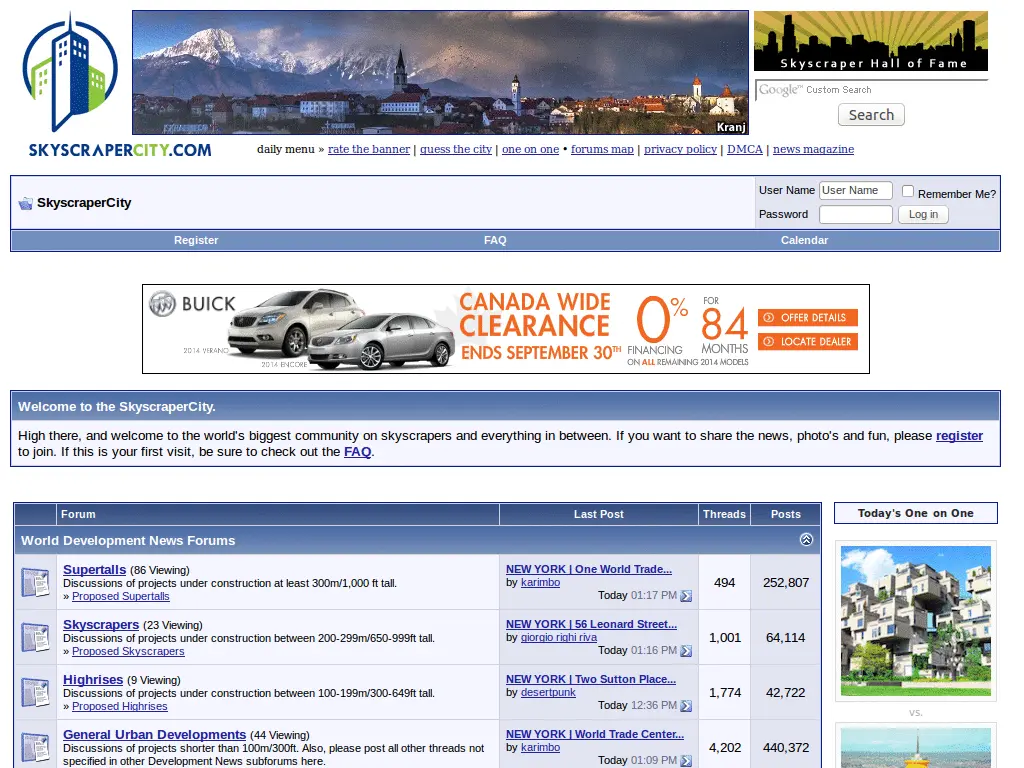 Kranj
Skyscraper Hall of Fame
Google™ Custom Search
Search
SKYSCRAPERCITY.COM
daily menu » rate the banner | guess the city | one on one • forums map | privacy policy | DMCA | news magazine
SkyscraperCity
User Name User Name Remember Me?
Password Log in
Register FAQ Calendar
BUICK
2014 VERANO
2014 ENCORE
CANADA WIDE
CLEARANCE
ENDS SEPTEMBER 30TH
0%
FINANCING
FOR
84
MONTHS
ON ALL REMAINING 2014 MODELS
OFFER DETAILS
LOCATE DEALER
Welcome to the SkyscraperCity.
High there, and welcome to the world's biggest community on skyscrapers and everything in between. If you want to share the news, photo's and fun, please register
to join. If this is your first visit, be sure to check out the FAQ.
Forum Last Post Threads Posts
World Development News Forums
Supertalls (86 Viewing)
Discussions of projects under construction at least 300m/1,000 ft tall.
» Proposed Supertalls
NEW YORK | One World Trade...
by karimbo
Today 01:17 PM
494
252,807
Skyscrapers (23 Viewing)
Discussions of projects under construction between 200-299m/650-999ft tall.
» Proposed Skyscrapers
NEW YORK | 56 Leonard Street...
by giorgio righi riva
Today 01:16 PM
1,001
64,114
Highrises (9 Viewing)
Discussions of projects under construction between 100-199m/300-649ft tall.
» Proposed Highrises
NEW YORK | Two Sutton Place...
by desertpunk
Today 12:36 PM
1,774
42,722
General Urban Developments (44 Viewing)
Discussions of projects shorter than 100m/300ft. Also, please post all other threads not
specified in other Development News subforums here.
NEW YORK | World Trade Center...
by karimbo
Today 01:09 PM
4,202
440,372
Today's One on One
vs.